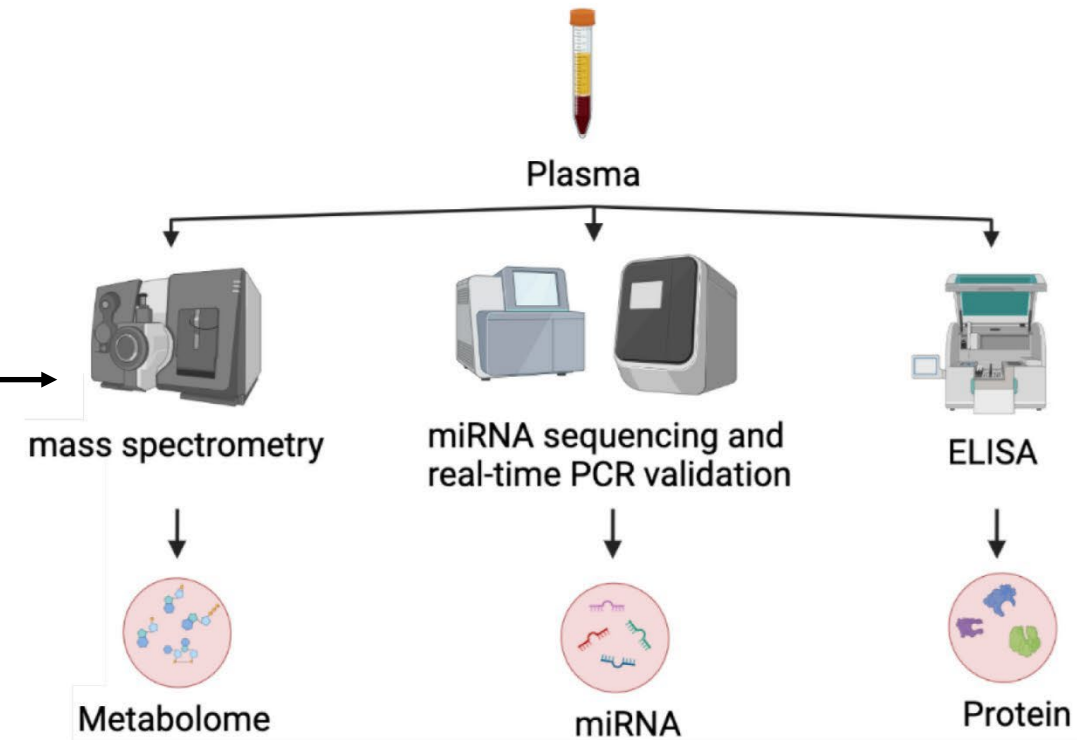 Plasma
mass spectrometry
miRNA sequencing and
real-time PCR validation
ELISA
Metabolome
miRNA
Protein